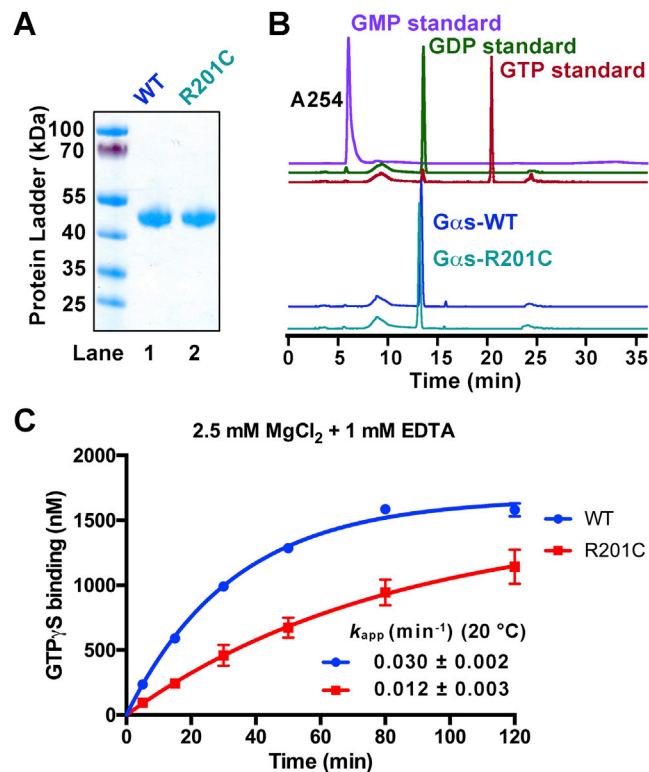 A
WT
R201C
Protein Ladder (kDa)
100
70
55
40
35
25
Lane 1 2
B
GMP standard
GDP standard
GTP standard
A254
Gαs-WT
Gαs-R201C
0 5 10 15 20 25 30 35
Time (min)
C
2.5 mM MgCl₂ + 1 mM EDTA
GTPγS binding (nM)
2000
1500
1000
500
0
WT
R201C
kapp (min⁻¹) (20 °C)
0.030 ± 0.002
0.012 ± 0.003
0 20 40 60 80 100 120
Time (min)